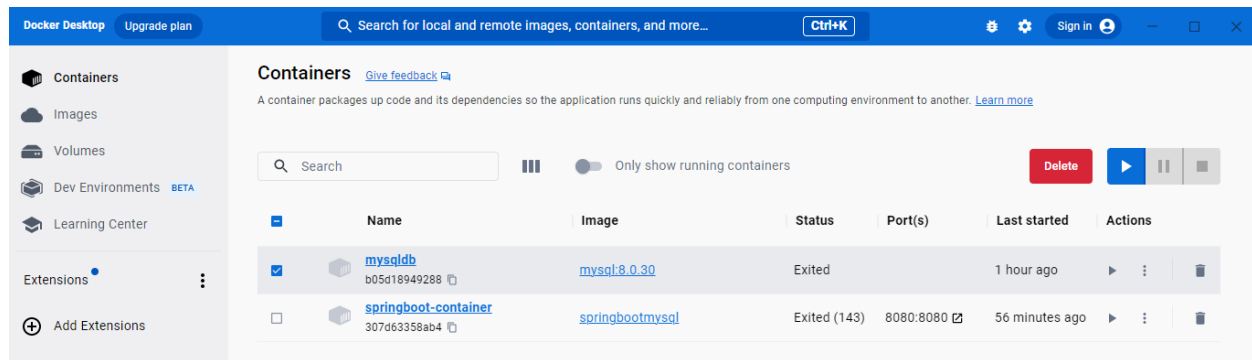 Docker Desktop Upgrade plan Search for local and remote images, containers, and more... Ctrl+K Sign in
Containers
Images
Volumes
Dev Environments BETA
Learning Center
Extensions
Add Extensions
Containers Give feedback
A container packages up code and its dependencies so the application runs quickly and reliably from one computing environment to another. Learn more
Search Only show running containers Delete
Name Image Status Port(s) Last started Actions
mysqldb mysql:8.0.30 Exited 1 hour ago
b05d18949288
springboot-container springbootmysql Exited (143) 8080:8080 56 minutes ago
307d63358ab4